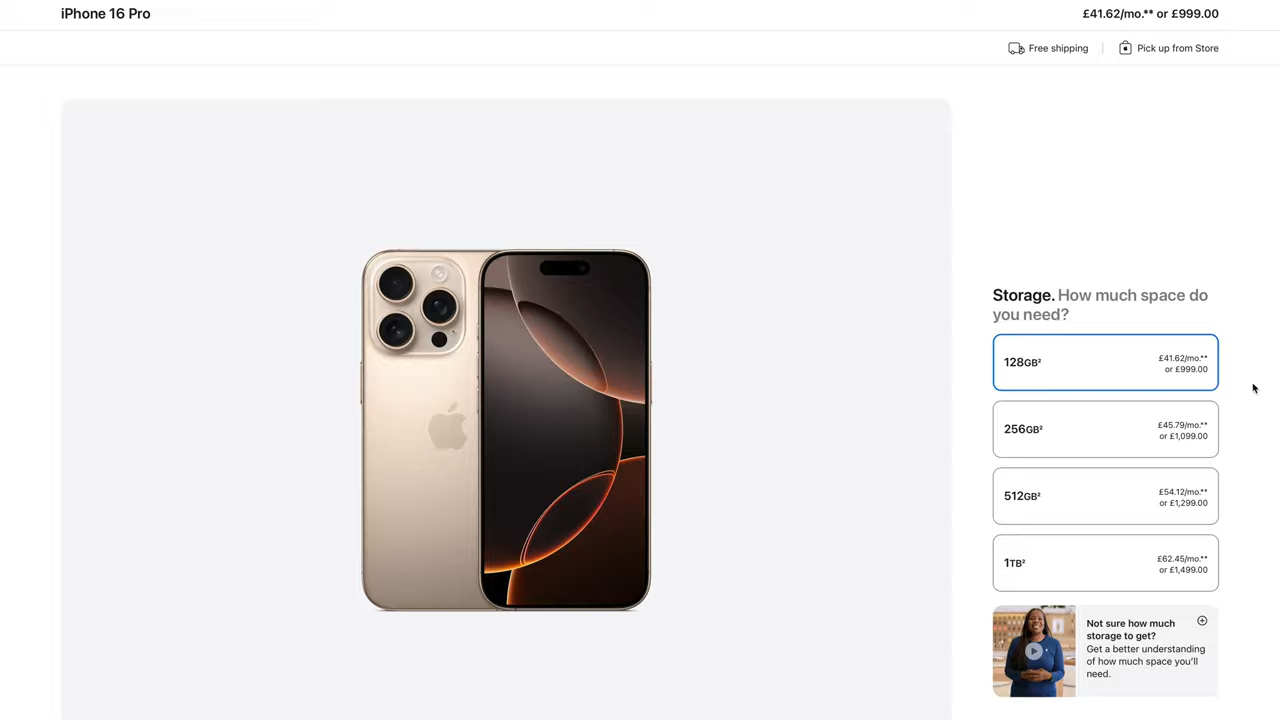 iPhone 16 Pro
£41.62/mo.** or £999.00
Free shipping
Pick up from Store
Storage. How much space do
you need?
128GB²
£41.62/mo.**
or £999.00
256GB²
£45.79/mo.**
or £1,099.00
512GB²
£54.12/mo.**
or £1,299.00
1TB²
£62.45/mo.**
or £1,499.00
Not sure how much
storage to get?
Get a better understanding
of how much space you’ll
need.